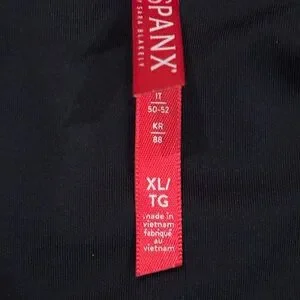 SPANX®
BY SARA BLAKELY
IT
50-52
KR
88
XL/
TG
made in
vietnam
fabriqué
au
vietnam